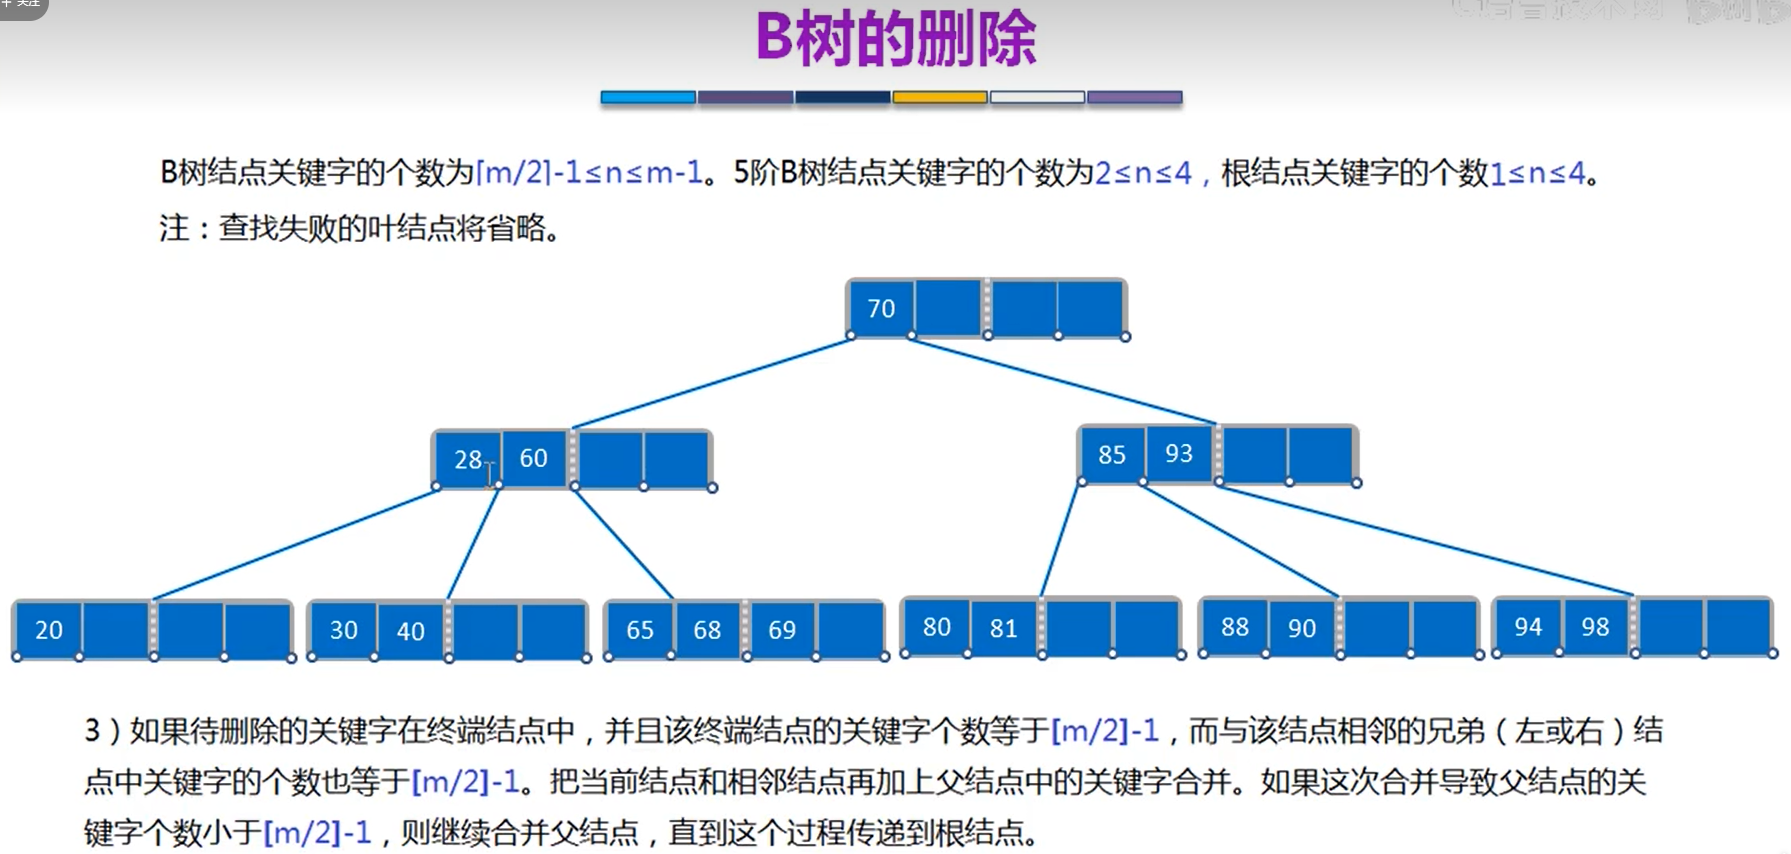 关注
B树的删除
B树结点关键字的个数为⌈m/2⌉-1≤n≤m-1。5阶B树结点关键字的个数为2≤n≤4，根结点关键字的个数1≤n≤4。
注：查找失败的叶结点将省略。
70
28 60 85 93
20 30 40 65 68 69 80 81 88 90 94 98
3）如果待删除的关键字在终端结点中，并且该终端结点的关键字个数等于⌈m/2⌉-1，而与该结点相邻的兄弟（左或右）结
点中关键字的个数也等于⌈m/2⌉-1。把当前结点和相邻结点再加上父结点中的关键字合并。如果这次合并导致父结点的关
键字个数小于⌈m/2⌉-1，则继续合并父结点，直到这个过程传递到根结点。